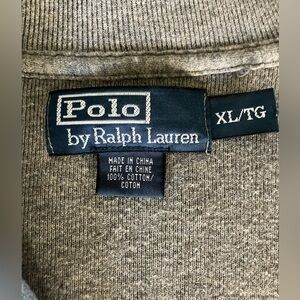 Polo
by Ralph Lauren
XL/TG
MADE IN CHINA
FAIT EN CHINE
100% COTTON/
COTON